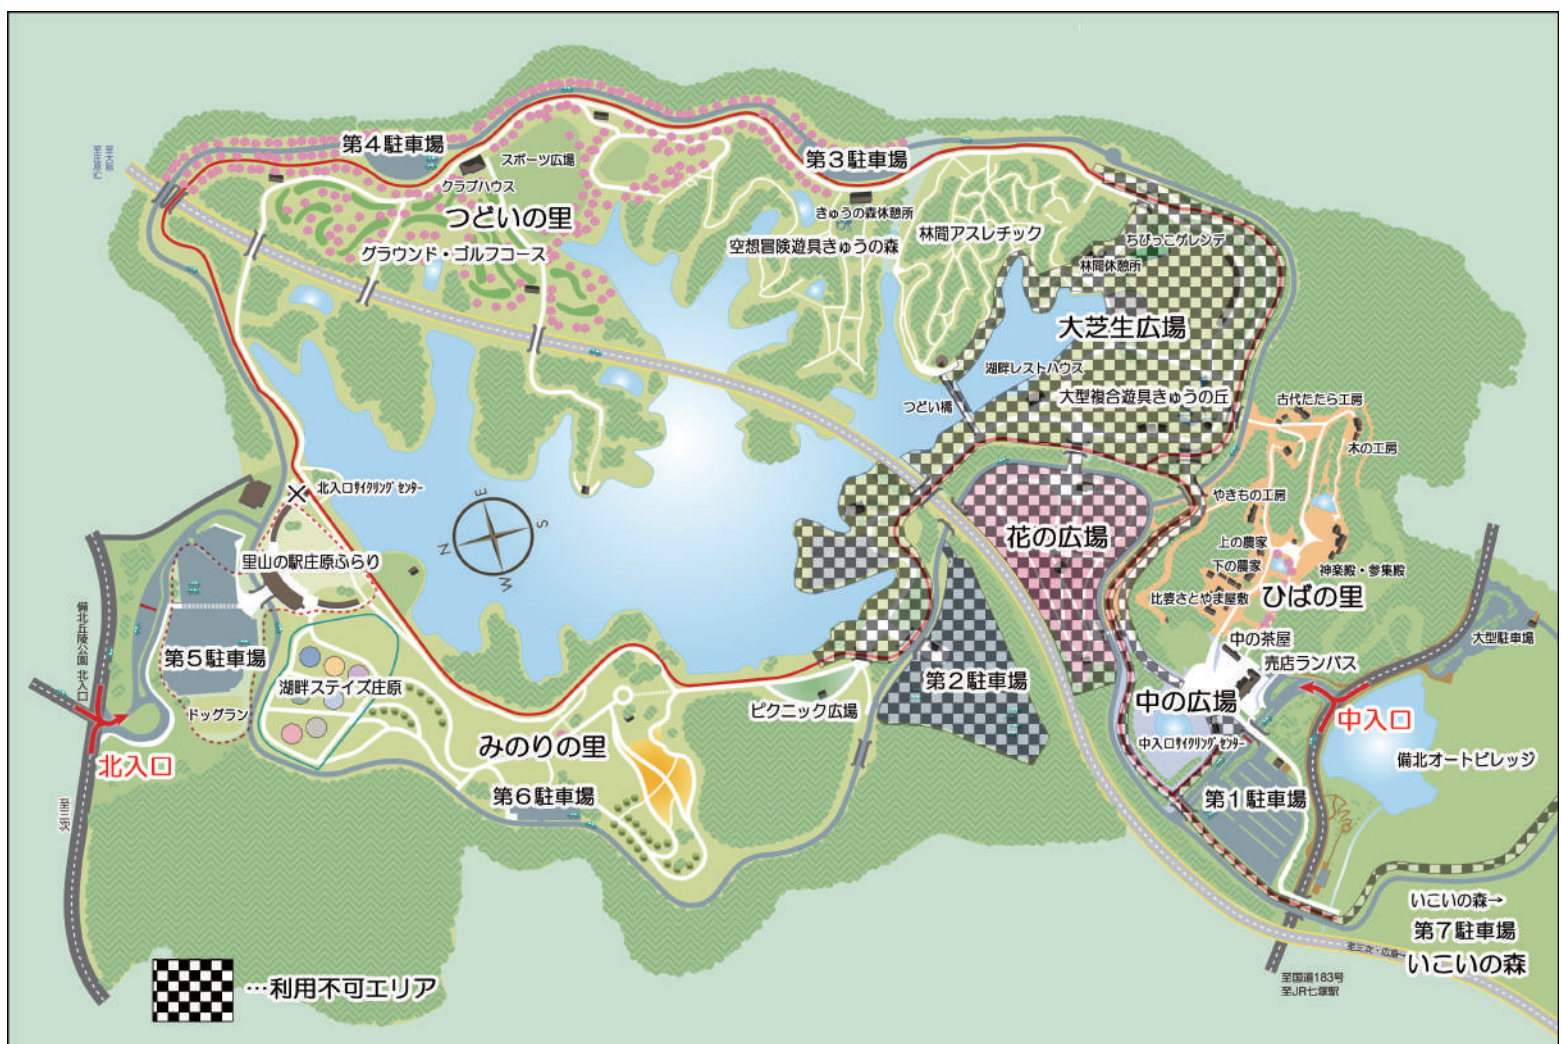 第4駐車場
スポーツ広場
クラブハウス
つどいの里
グラウンド・ゴルフコース
第3駐車場
きゅうの森休憩所
空想冒険遊具きゅうの森
林間アスレチック
ちびっこゲレンデ
林間休憩所
大芝生広場
湖畔レストハウス
大型複合遊具きゅうの丘
つどい橋
古代たたら工房
木の工房
やきもの工房
上の農家
下の農家
神楽殿・参集殿
比婆さとやま屋敷
ひばの里
花の広場
北入口サイクリングセンター
E
S
N
W
里山の駅庄原ふらり
備北丘陵公園 北入口
第5駐車場
湖畔ステイズ庄原
ドッグラン
北入口
至三次
みのりの里
第6駐車場
ピクニック広場
第2駐車場
中の茶屋
売店ランパス
大型駐車場
中の広場
中入口サイクリングセンター
中入口
第1駐車場
備北オートビレッジ
いこいの森→
第7駐車場
至三次・広島→
いこいの森
至国道183号
至JR七塚駅
…利用不可エリア